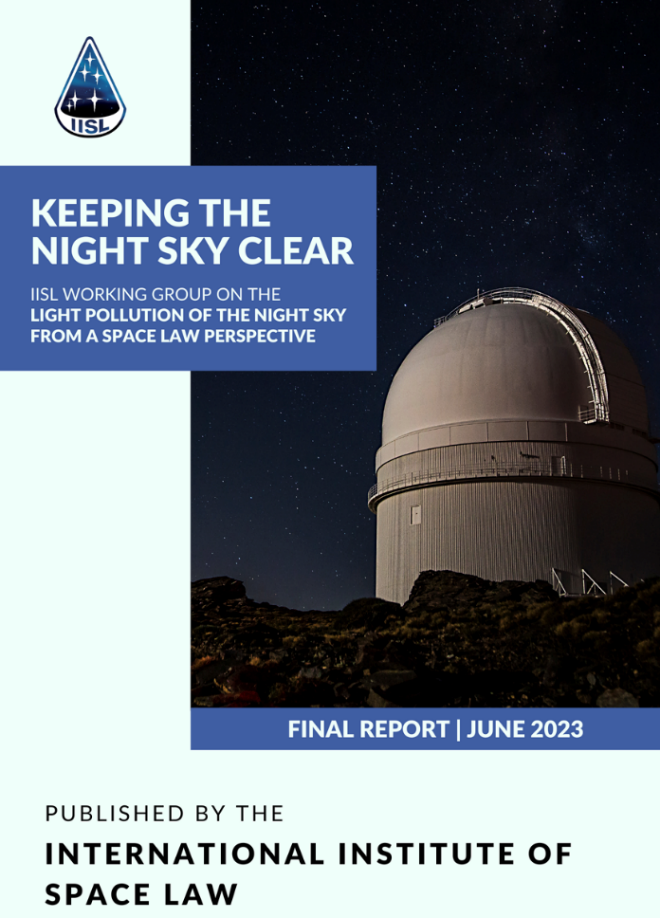 IISL
KEEPING THE
NIGHT SKY CLEAR
IISL WORKING GROUP ON THE
LIGHT POLLUTION OF THE NIGHT SKY
FROM A SPACE LAW PERSPECTIVE
FINAL REPORT | JUNE 2023
PUBLISHED BY THE
INTERNATIONAL INSTITUTE OF
SPACE LAW